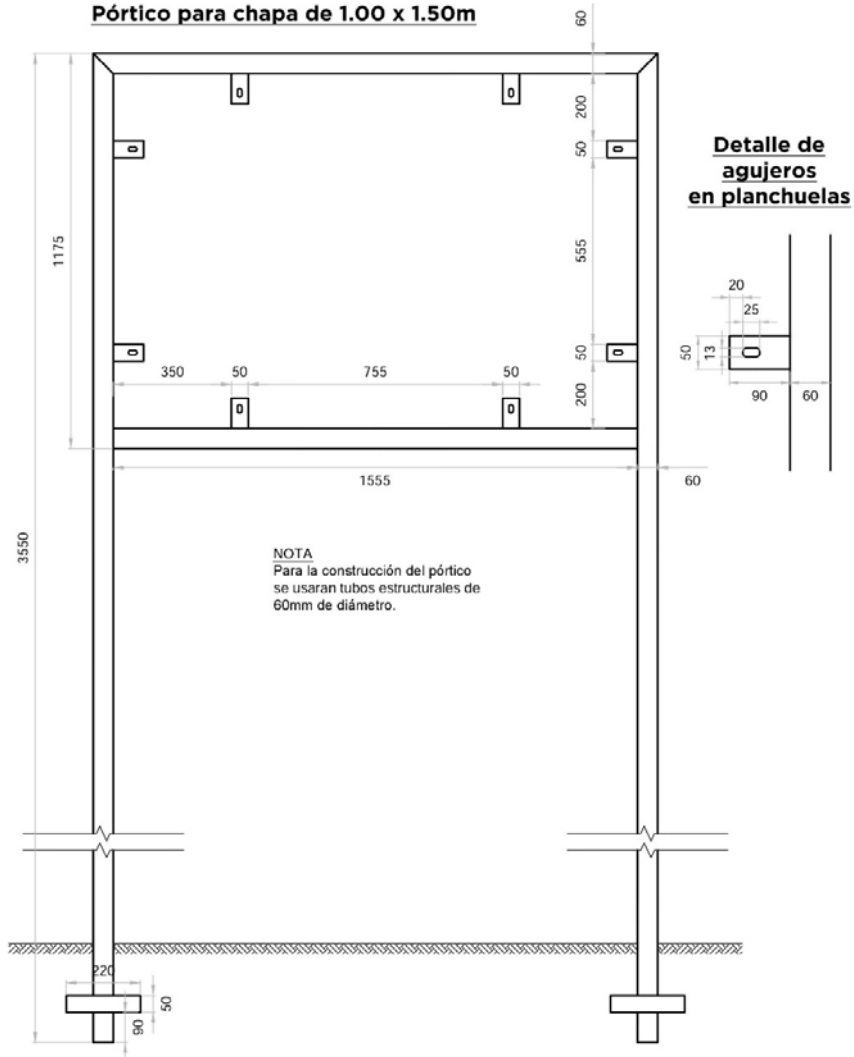 Pórtico para chapa de 1.00 x 1.50m
60
200
50
555
50
200
1175
3550
350
50
755
50
1555
60
Detalle de
agujeros
en planchuelas
20
25
50
13
90
60
NOTA
Para la construcción del pórtico
se usaran tubos estructurales de
60mm de diámetro.
220
50
90